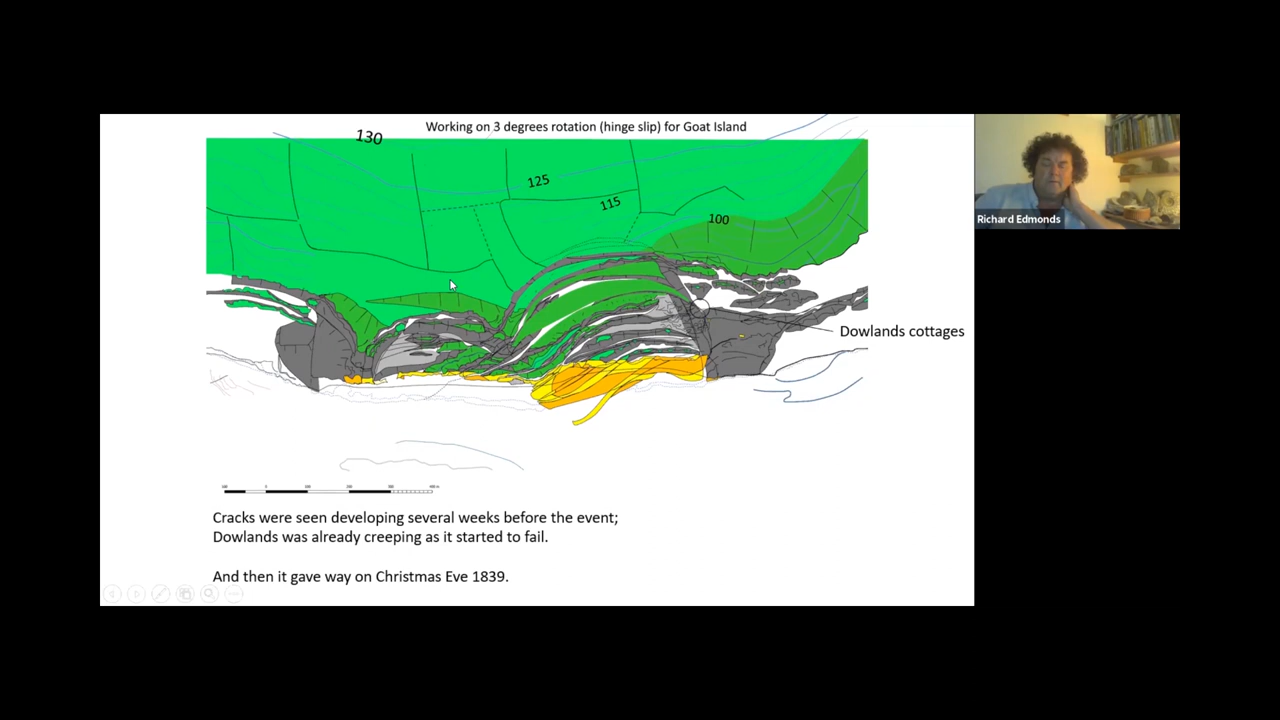 Working on 3 degrees rotation (hinge slip) for Goat Island
130
125
115
100
Richard Edmonds
Dowlands cottages
Cracks were seen developing several weeks before the event;
Dowlands was already creeping as it started to fail.
And then it gave way on Christmas Eve 1839.